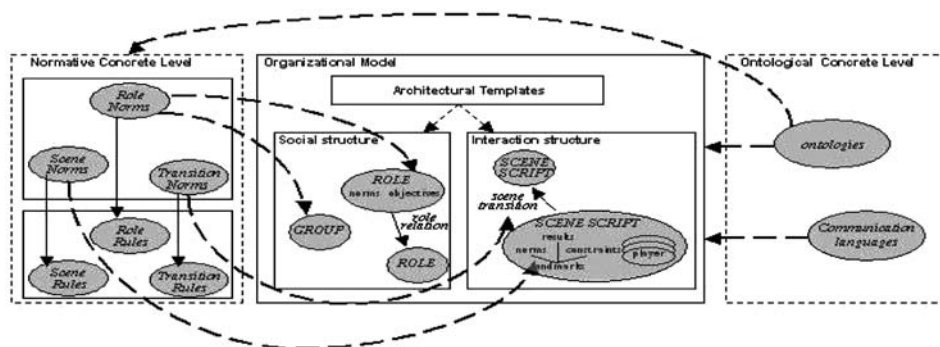 Normative Concrete Level
Role
Norms
Scene
Norms
Transition
Norms
Role
Rules
Scene
Rules
Transition
Rules
Organizational Model
Architectural Templates
Social structure
ROLE
norms objectives
role
relation
GROUP
ROLE
Interaction structure
SCENE
SCRIPT
scene
transition
SCENE SCRIPT
results
norms constraints
landmarks
player
Ontological Concrete Level
ontologies
Communication
languages